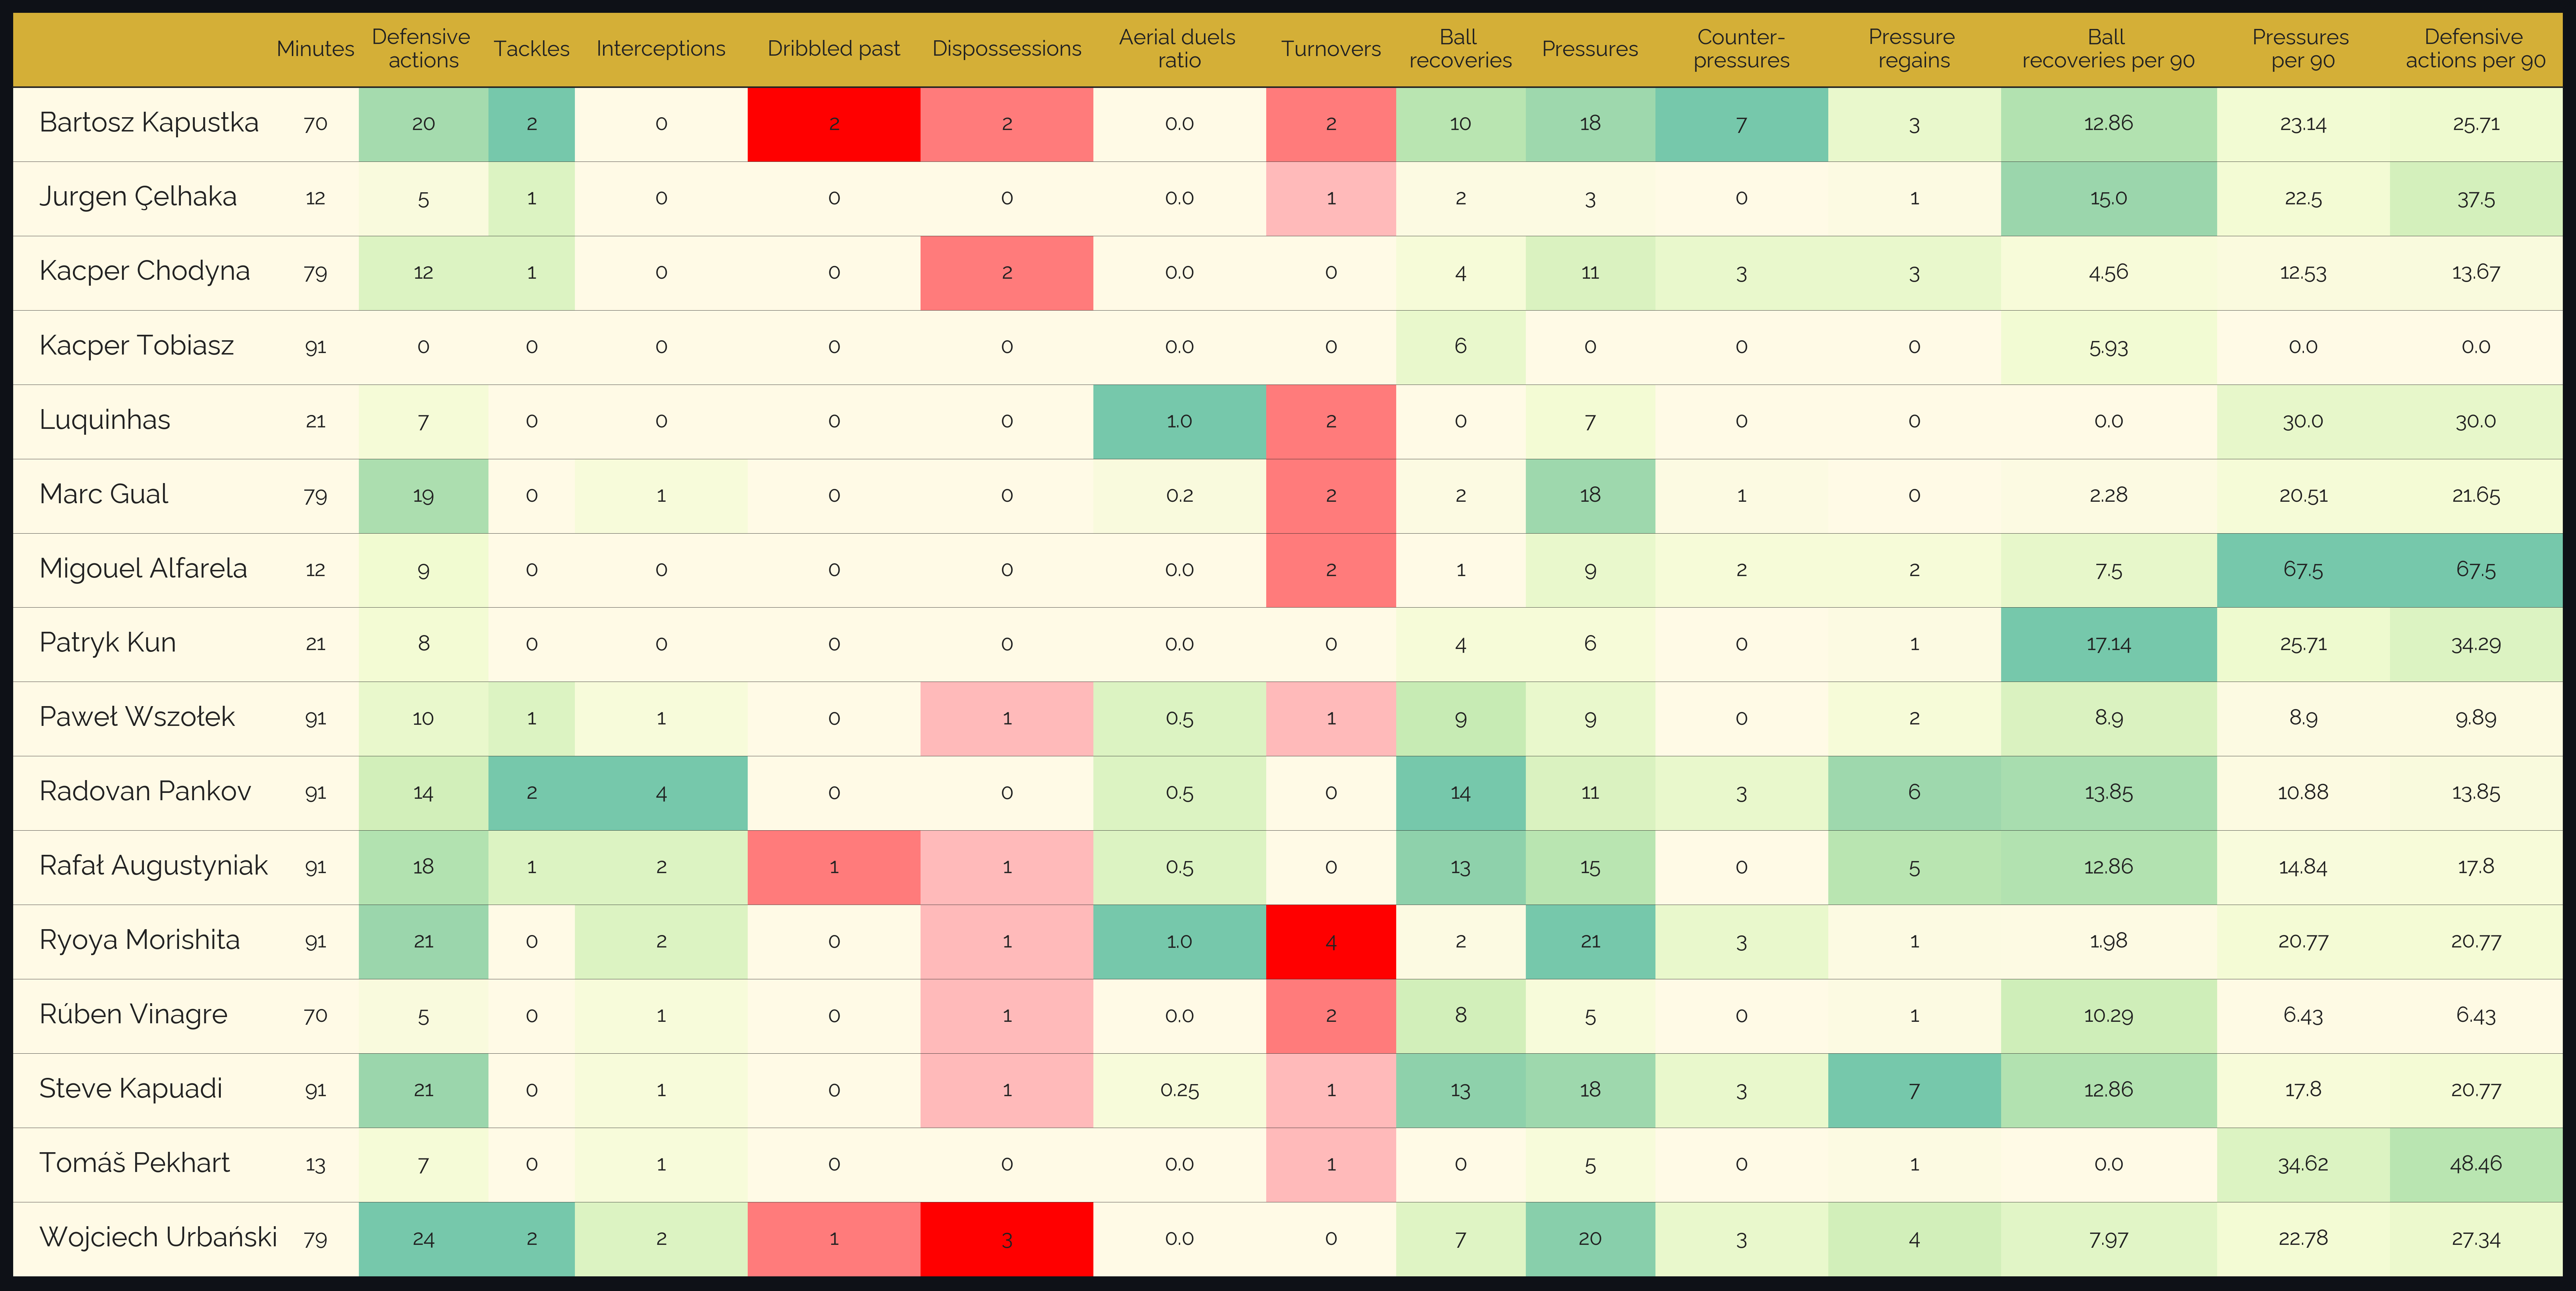 Minutes Defensive actions Tackles Interceptions Dribbled past Dispossessions Aerial duels ratio Turnovers Ball recoveries Pressures Counter-pressures Pressure regains Ball recoveries per 90 Pressures per 90 Defensive actions per 90
Bartosz Kapustka 70 20 2 0 2 2 0.0 2 10 18 7 3 12.86 23.14 25.71
Jurgen Çelhaka 12 5 1 0 0 0 0.0 1 2 3 0 1 15.0 22.5 37.5
Kacper Chodyna 79 12 1 0 0 2 0.0 0 4 11 3 3 4.56 12.53 13.67
Kacper Tobiasz 91 0 0 0 0 0 0.0 0 6 0 0 0 5.93 0.0 0.0
Luquinhas 21 7 0 0 0 0 1.0 2 0 7 0 0 0.0 30.0 30.0
Marc Gual 79 19 0 1 0 0 0.2 2 2 18 1 0 2.28 20.51 21.65
Migouel Alfarela 12 9 0 0 0 0 0.0 2 1 9 2 2 7.5 67.5 67.5
Patryk Kun 21 8 0 0 0 0 0.0 0 4 6 0 1 17.14 25.71 34.29
Paweł Wszołek 91 10 1 1 0 1 0.5 1 9 9 0 2 8.9 8.9 9.89
Radovan Pankov 91 14 2 4 0 0 0.5 0 14 11 3 6 13.85 10.88 13.85
Rafał Augustyniak 91 18 1 2 1 1 0.5 0 13 15 0 5 12.86 14.84 17.8
Ryoya Morishita 91 21 0 2 0 1 1.0 4 2 21 3 1 1.98 20.77 20.77
Rúben Vinagre 70 5 0 1 0 1 0.0 2 8 5 0 1 10.29 6.43 6.43
Steve Kapuadi 91 21 0 1 0 1 0.25 1 13 18 3 7 12.86 17.8 20.77
Tomáš Pekhart 13 7 0 1 0 0 0.0 1 0 5 0 1 0.0 34.62 48.46
Wojciech Urbański 79 24 2 2 1 3 0.0 0 7 20 3 4 7.97 22.78 27.34